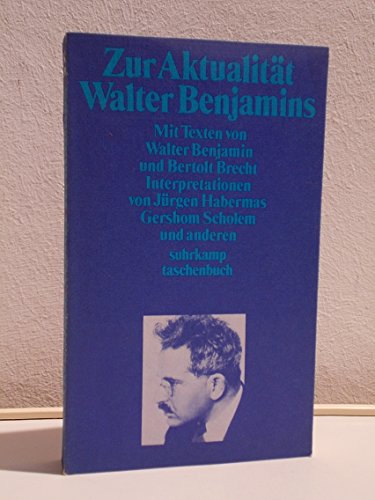 Zur Aktualität
Walter Benjamins
Mit Texten von
Walter Benjamin
und Bertolt Brecht
Interpretationen
von Jürgen Habermas
Gershom Scholem
und anderen
suhrkamp
taschenbuch